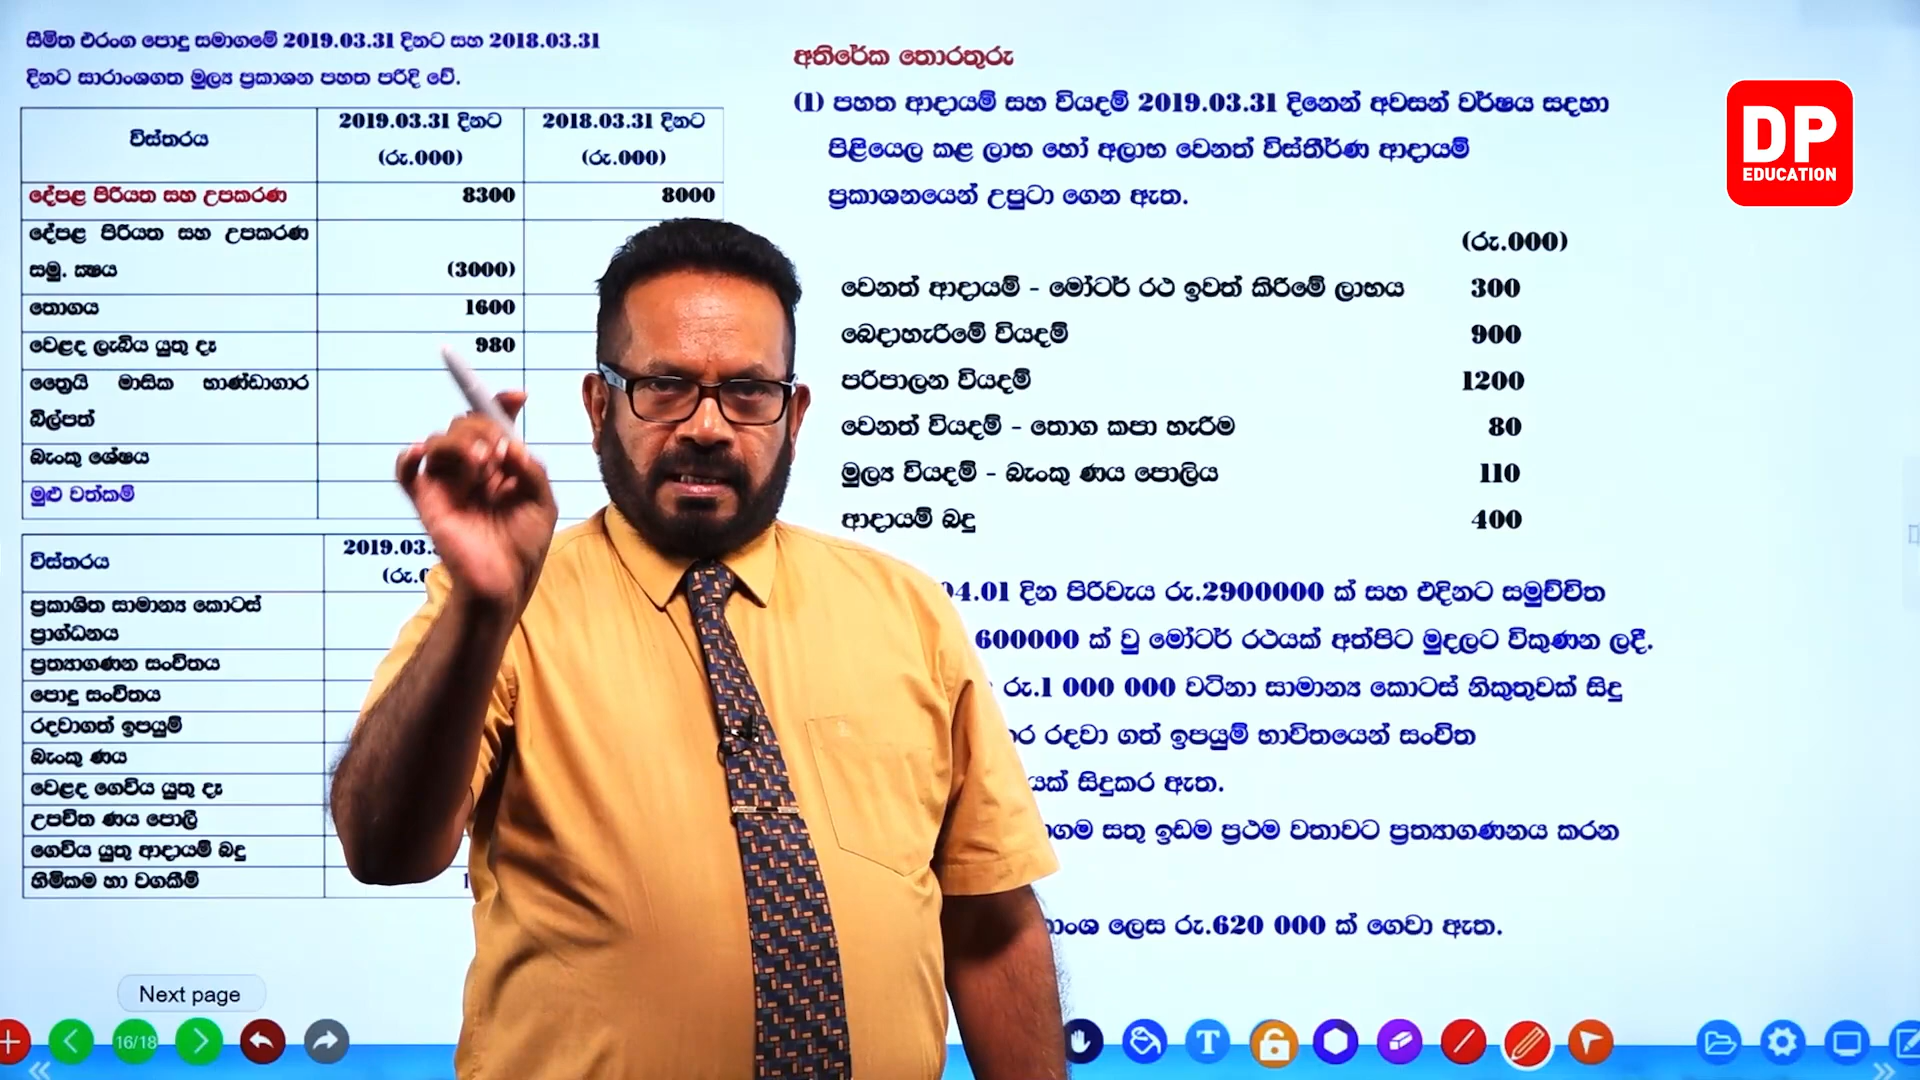 සීමිත එරංග පොදු සමාගමේ 2019.03.31 දිනට සහ 2018.03.31
දිනට සාරාංශගත මූල්‍ය ප්‍රකාශන පහත පරිදි වේ.
විස්තරය
2019.03.31 දිනට
(රු.000)
2018.03.31 දිනට
(රු.000)
දේපළ පිරියත සහ උපකරණ 8300 8000
දේපළ පිරියත සහ උපකරණ
සමු. ක්‍ෂය (3000)
තොගය 1600
වෙළද ලැබිය යුතු දෑ 980
ත්‍රෛයි මාසික භාණ්ඩාගාර
බිල්පත්
බැංකු ශේෂය
මුළු වත්කම්
විස්තරය
2019.03.
(රු.
ප්‍රකාශිත සාමාන්‍ය කොටස්
ප්‍රාග්ධනය
ප්‍රත්‍යාගණන සංචිතය
පොදු සංචිතය
රදවාගත් ඉපයුම්
බැංකු ණය
වෙළද ගෙවිය යුතු දෑ
උපචිත ණය පොලී
ගෙවිය යුතු ආදායම් බදු
හිමිකම හා වගකීම්
අතිරේක තොරතුරු
(1) පහත ආදායම් සහ වියදම් 2019.03.31 දිනෙන් අවසන් වර්ෂය සදහා
පිළියෙල කළ ලාභ හෝ අලාභ වෙනත් විස්තීර්ණ ආදායම්
ප්‍රකාශනයෙන් උපුටා ගෙන ඇත.
(රු.000)
වෙනත් ආදායම් - මෝටර් රථ ඉවත් කිරීමේ ලාභය 300
බෙදාහැරීමේ වියදම් 900
පරිපාලන වියදම් 1200
වෙනත් වියදම් - තොග කපා හැරීම 80
මූල්‍ය වියදම් - බැංකු ණය පොලිය 110
ආදායම් බදු 400
04.01 දින පිරිවැය රු.2900000 ක් සහ එදිනට සමුච්චිත
600000 ක් වු මෝටර් රථයක් අත්පිට මුදලට විකුණන ලදී.
රු.1 000 000 වටිනා සාමාන්‍ය කොටස් නිකුතුවක් සිදු
රදවා ගත් ඉපයුම් භාවිතයෙන් සංචිත
යක් සිදුකර ඇත.
ගම සතු ඉඩම ප්‍රථම වතාවට ප්‍රත්‍යාගණනය කරන
ාංශ ලෙස රු.620 000 ක් ගෙවා ඇත.
DP
EDUCATION
Next page
16/18
T